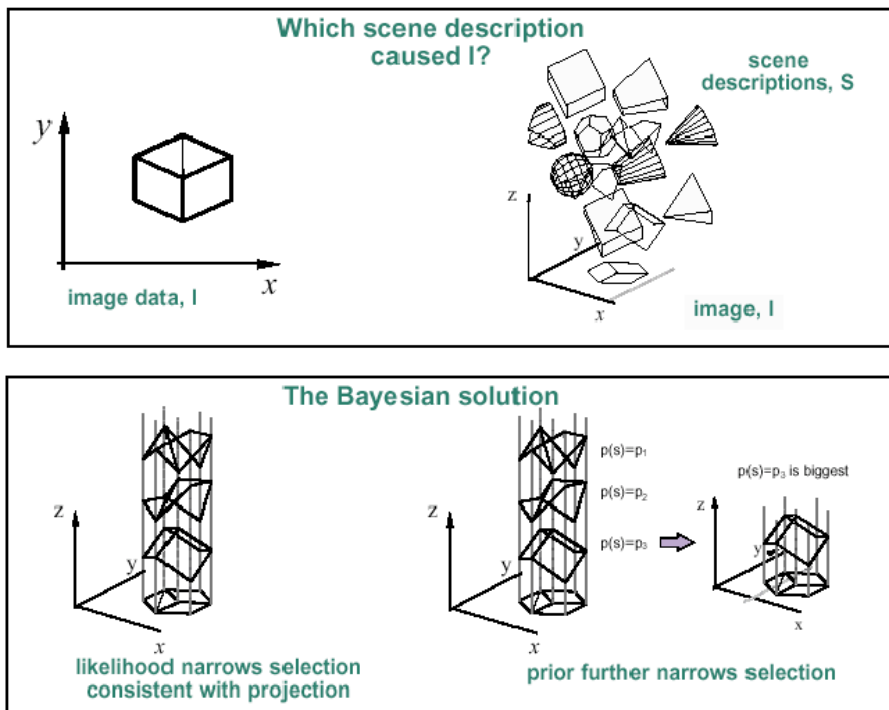 Which scene description
caused I?
scene
descriptions, S
y
x
image data, I
z
y
x
image, I
The Bayesian solution
z
y
x
likelihood narrows selection
consistent with projection
z
y
x
p(s)=p₁
p(s)=p₂
p(s)=p₃
p(s)=p₃ is biggest
z
y
x
prior further narrows selection